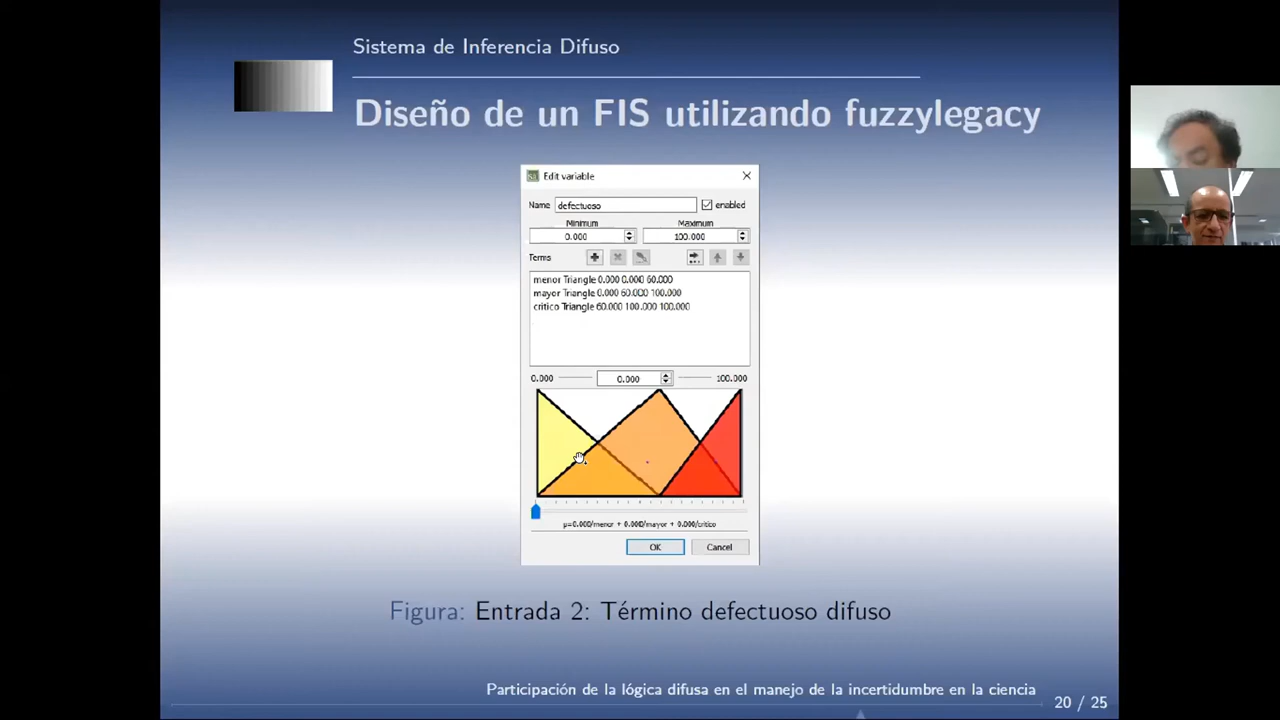 Sistema de Inferencia Difuso
Diseño de un FIS utilizando fuzzylegacy
Edit variable
Name defectuoso enabled
Minimum Maximum
0.000 100.000
Terms
menor Triangle 0.000 0.000 60.000
mayor Triangle 0.000 60.000 100.000
critico Triangle 60.000 100.000 100.000
0.000 0.000 100.000
µ=0.000/menor + 0.000/mayor + 0.000/critico
OK Cancel
Figura: Entrada 2: Término defectuoso difuso
Participación de la lógica difusa en el manejo de la incertidumbre en la ciencia
20 / 25